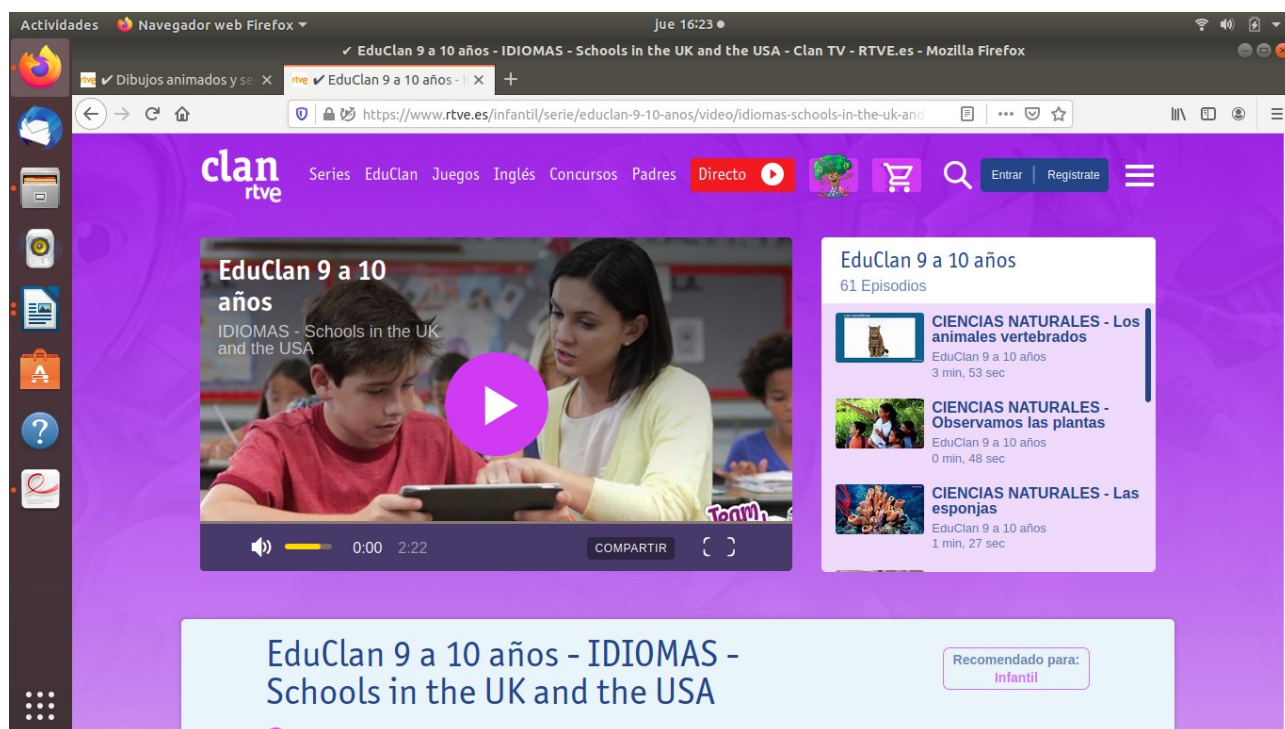 Actividades
Navegador web Firefox
jue 16:23
✔ EduClan 9 a 10 años - IDIOMAS - Schools in the UK and the USA - Clan TV - RTVE.es - Mozilla Firefox
rtve ✔ Dibujos animados y se
rtve ✔ EduClan 9 a 10 años - I
https://www.rtve.es/infantil/serie/educlan-9-10-anos/video/idiomas-schools-in-the-uk-and
clan
rtve
Series EduClan Juegos Inglés Concursos Padres Directo
Entrar | Regístrate
EduClan 9 a 10
años
IDIOMAS - Schools in the UK
and the USA
Team
0:00 2:22
COMPARTIR
EduClan 9 a 10 años
61 Episodios
CIENCIAS NATURALES - Los
animales vertebrados
EduClan 9 a 10 años
3 min, 53 sec
CIENCIAS NATURALES -
Observamos las plantas
EduClan 9 a 10 años
0 min, 48 sec
CIENCIAS NATURALES - Las
esponjas
EduClan 9 a 10 años
1 min, 27 sec
EduClan 9 a 10 años - IDIOMAS -
Schools in the UK and the USA
Recomendado para:
Infantil